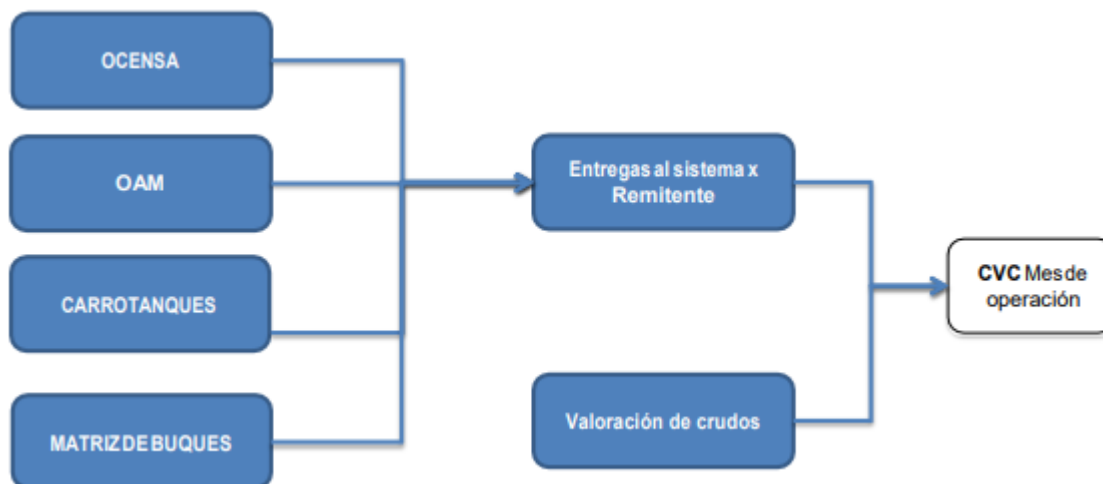 OCENSA
OAM
CARROTANQUES
MATRIZ DE BUQUES
Entregas al sistema x
Remitente
Valoración de crudos
CVC Mes de
operación